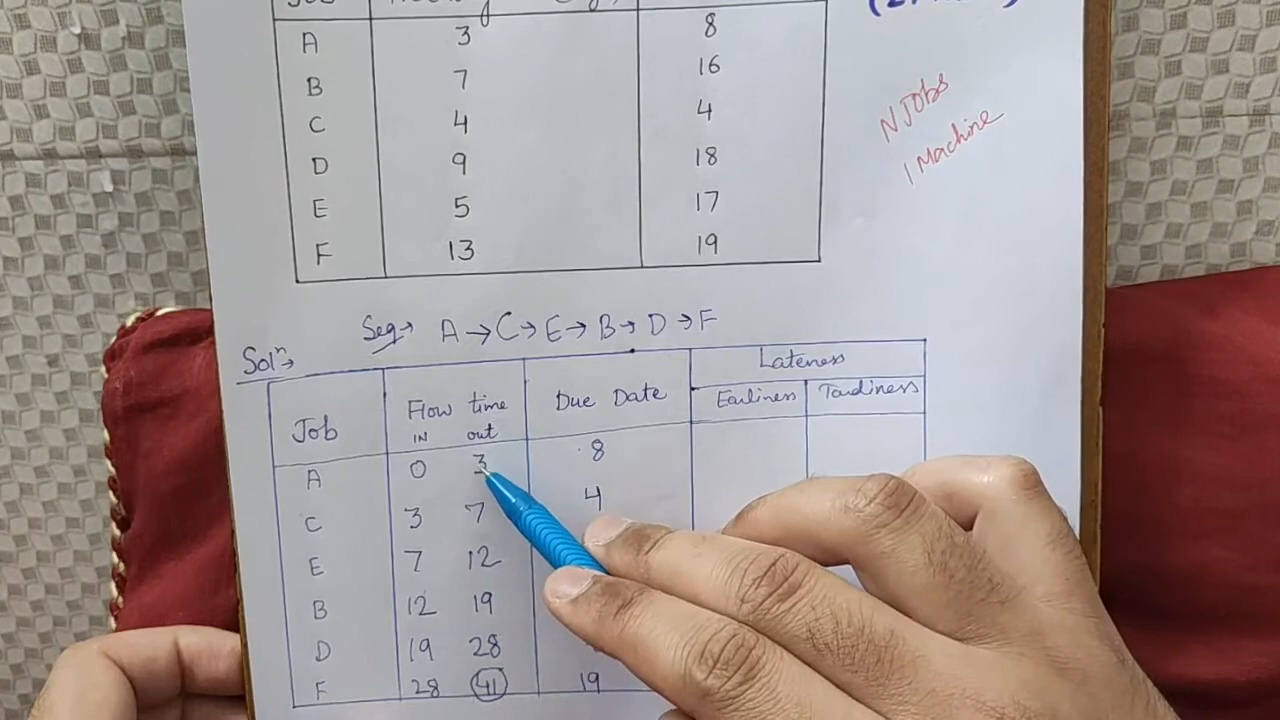 Job
A 3 8
B 7 16
C 4 4
D 9 18
E 5 17
F 13 19
N Jobs
1 Machine
Seq→ A → C → E → B → D → F
Solⁿ→
Lateness
Job Flow time Due Date Earliness Tardiness
IN out
A 0 3 8
C 3 7 4
E 7 12
B 12 19
D 19 28
F 28 41 19